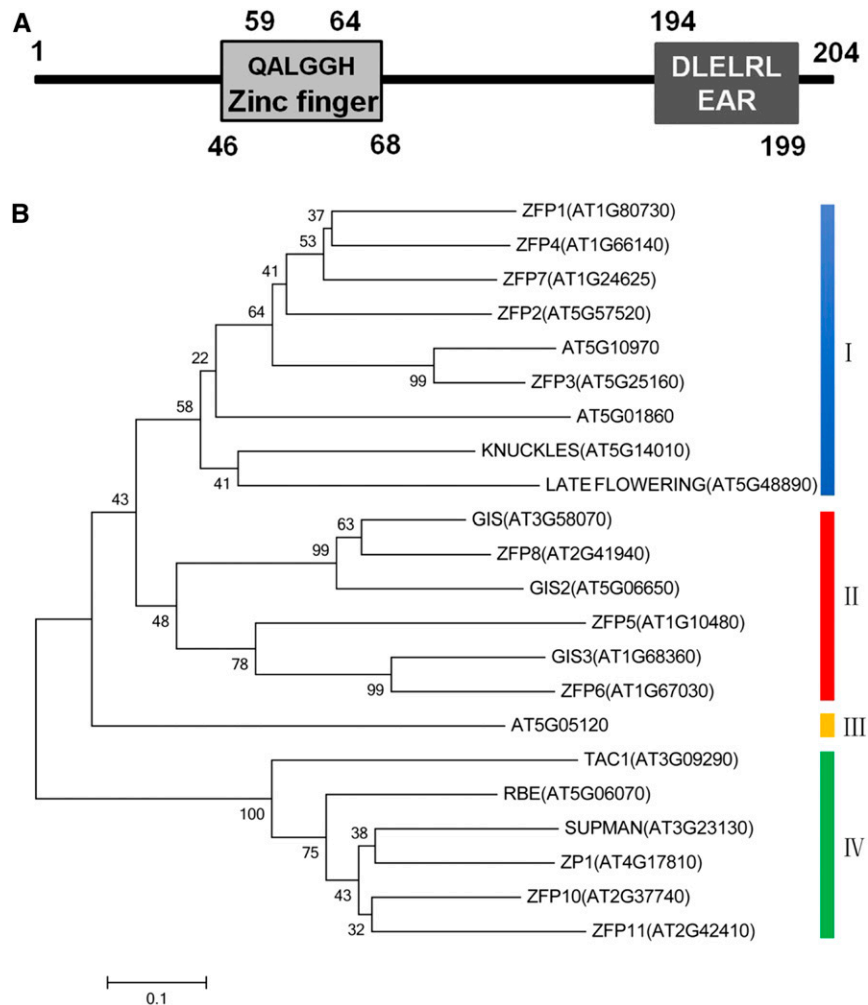 A
59 64 194
1 204
QALGGH
Zinc finger
DLELRL
EAR
46 68 199
B
ZFP1(AT1G80730)
37
ZFP4(AT1G66140)
53
ZFP7(AT1G24625)
41
ZFP2(AT5G57520)
64
AT5G10970
22
99
ZFP3(AT5G25160)
58
AT5G01860
KNUCKLES(AT5G14010)
41
LATE FLOWERING(AT5G48890)
I
43
GIS(AT3G58070)
63
ZFP8(AT2G41940)
99
GIS2(AT5G06650)
48
ZFP5(AT1G10480)
78
GIS3(AT1G68360)
99
ZFP6(AT1G67030)
II
AT5G05120
III
TAC1(AT3G09290)
100
RBE(AT5G06070)
75
SUPMAN(AT3G23130)
38
ZP1(AT4G17810)
43
ZFP10(AT2G37740)
32
ZFP11(AT2G42410)
IV
0.1